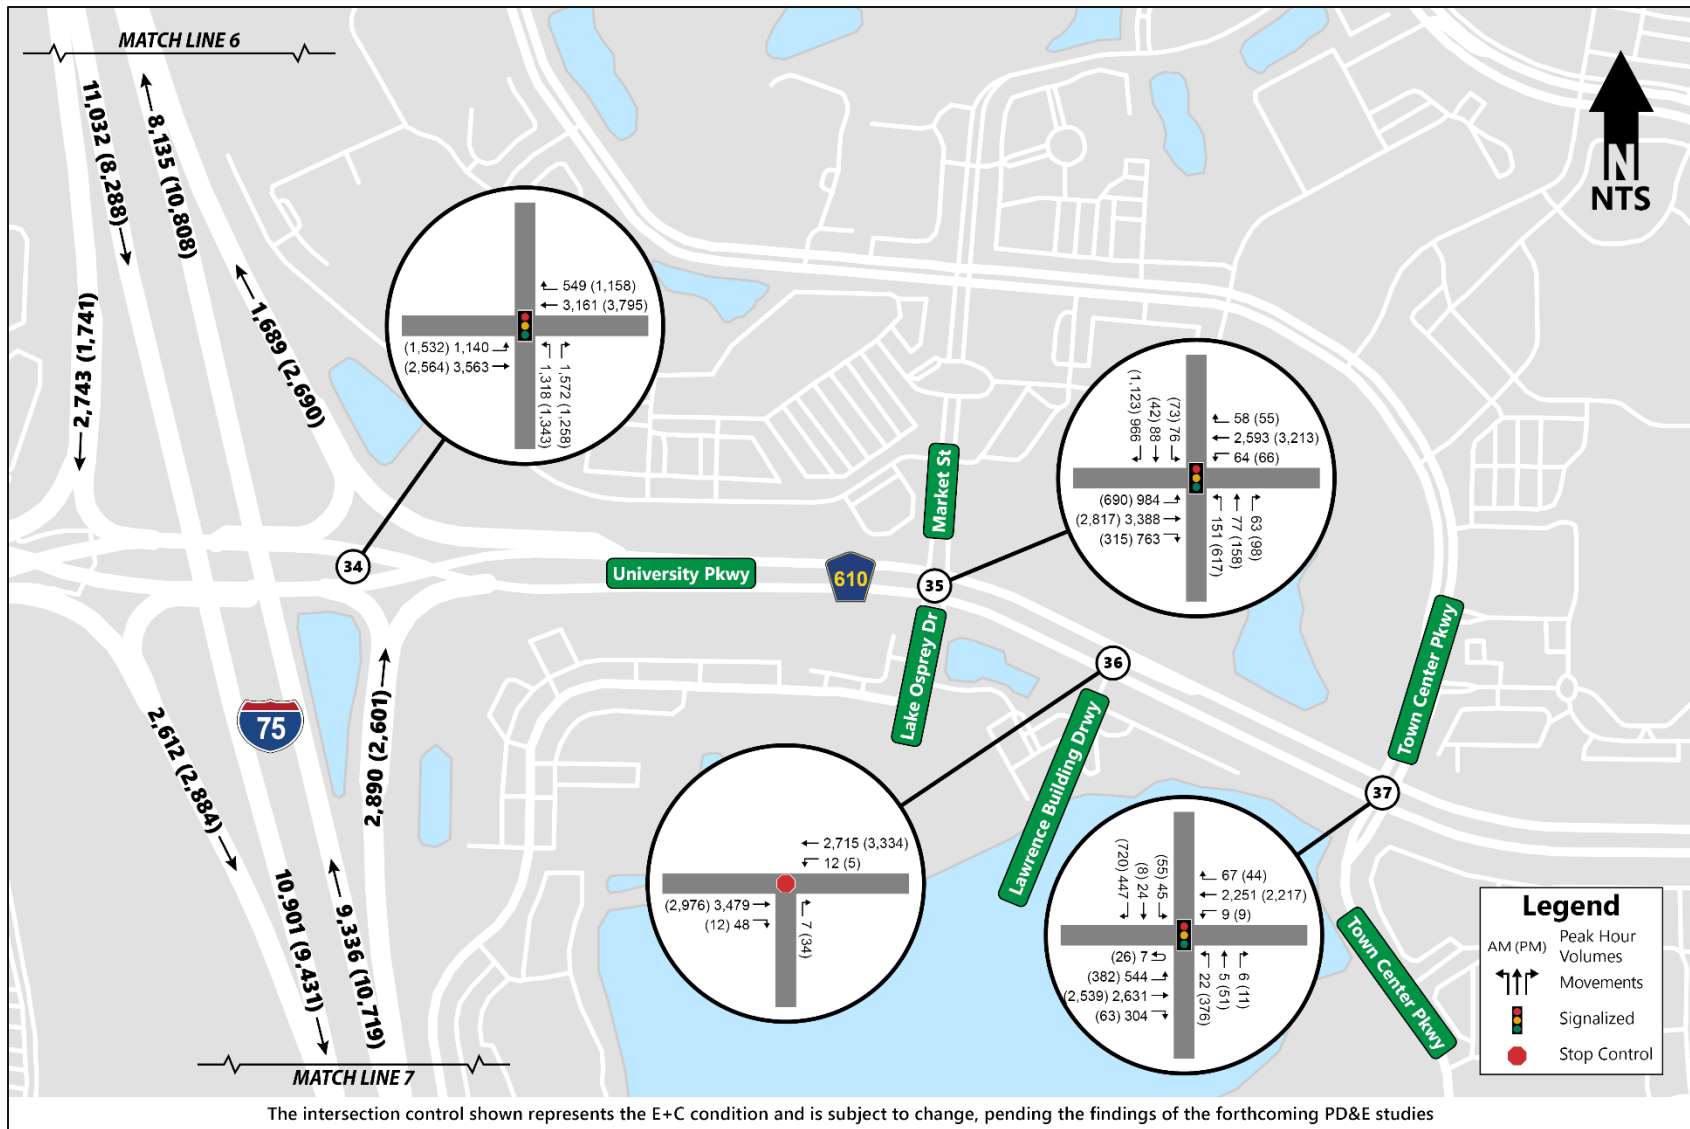 MATCH LINE 6
11,032 (8,288)
8,135 (10,808)
2,743 (1,741)
1,689 (2,690)
N
NTS
549 (1,158)
3,161 (3,795)
(1,532) 1,140
(2,564) 3,563
1,318 (1,343)
1,572 (1,258)
34
University Pkwy
610
Market St
35
Lake Osprey Dr
(1,123) 966
(42) 88
(73) 76
58 (55)
2,593 (3,213)
64 (66)
(690) 984
(2,817) 3,388
(315) 763
151 (617)
77 (158)
63 (98)
36
Lawrence Building Drwy
Town Center Pkwy
37
75
2,612 (2,884)
2,890 (2,601)
10,901 (9,431)
9,336 (10,719)
2,715 (3,334)
12 (5)
(2,976) 3,479
(12) 48
7 (34)
(720) 447
(8) 24
(55) 45
67 (44)
2,251 (2,217)
9 (9)
(26) 7
(382) 544
(2,539) 2,631
(63) 304
22 (376)
5 (51)
6 (11)
Town Center Pkwy
Legend
AM (PM) Peak Hour
Volumes
Movements
Signalized
Stop Control
MATCH LINE 7
The intersection control shown represents the E+C condition and is subject to change, pending the findings of the forthcoming PD&E studies